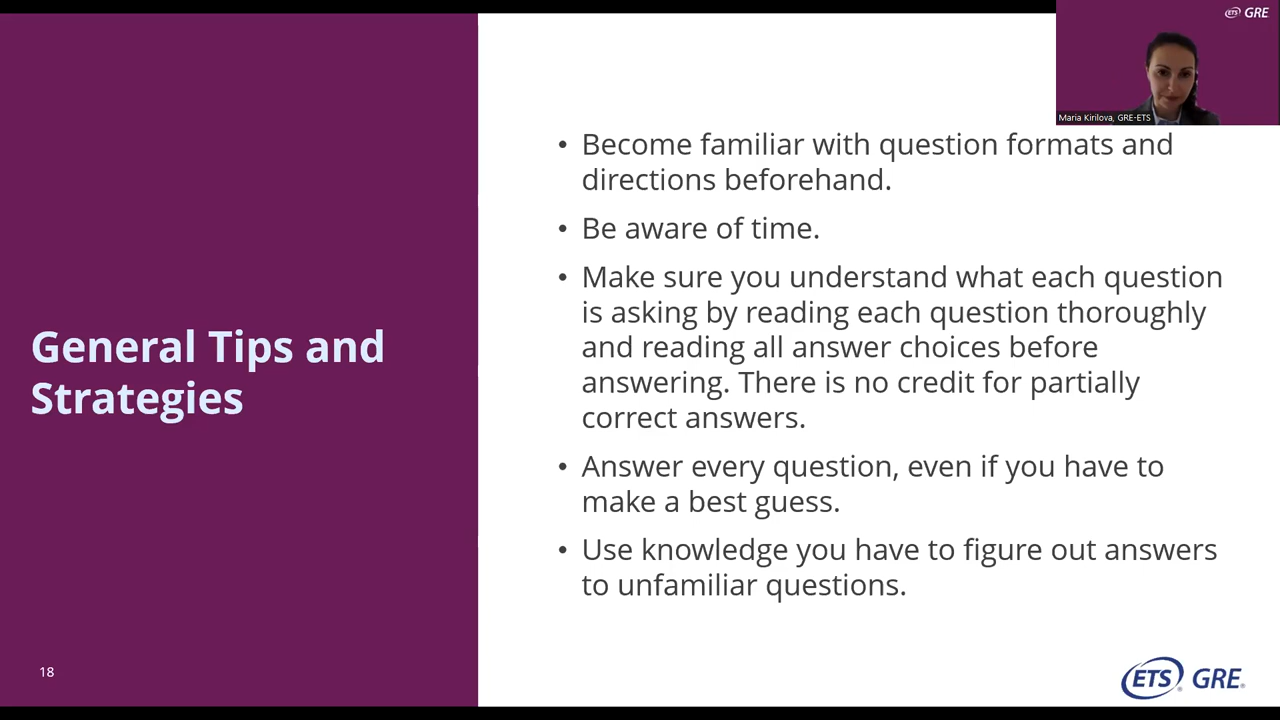 ETS GRE
Maria Kirilova, GRE-ETS
General Tips and
Strategies
• Become familiar with question formats and
directions beforehand.
• Be aware of time.
• Make sure you understand what each question
is asking by reading each question thoroughly
and reading all answer choices before
answering. There is no credit for partially
correct answers.
• Answer every question, even if you have to
make a best guess.
• Use knowledge you have to figure out answers
to unfamiliar questions.
18
ETS® GRE®